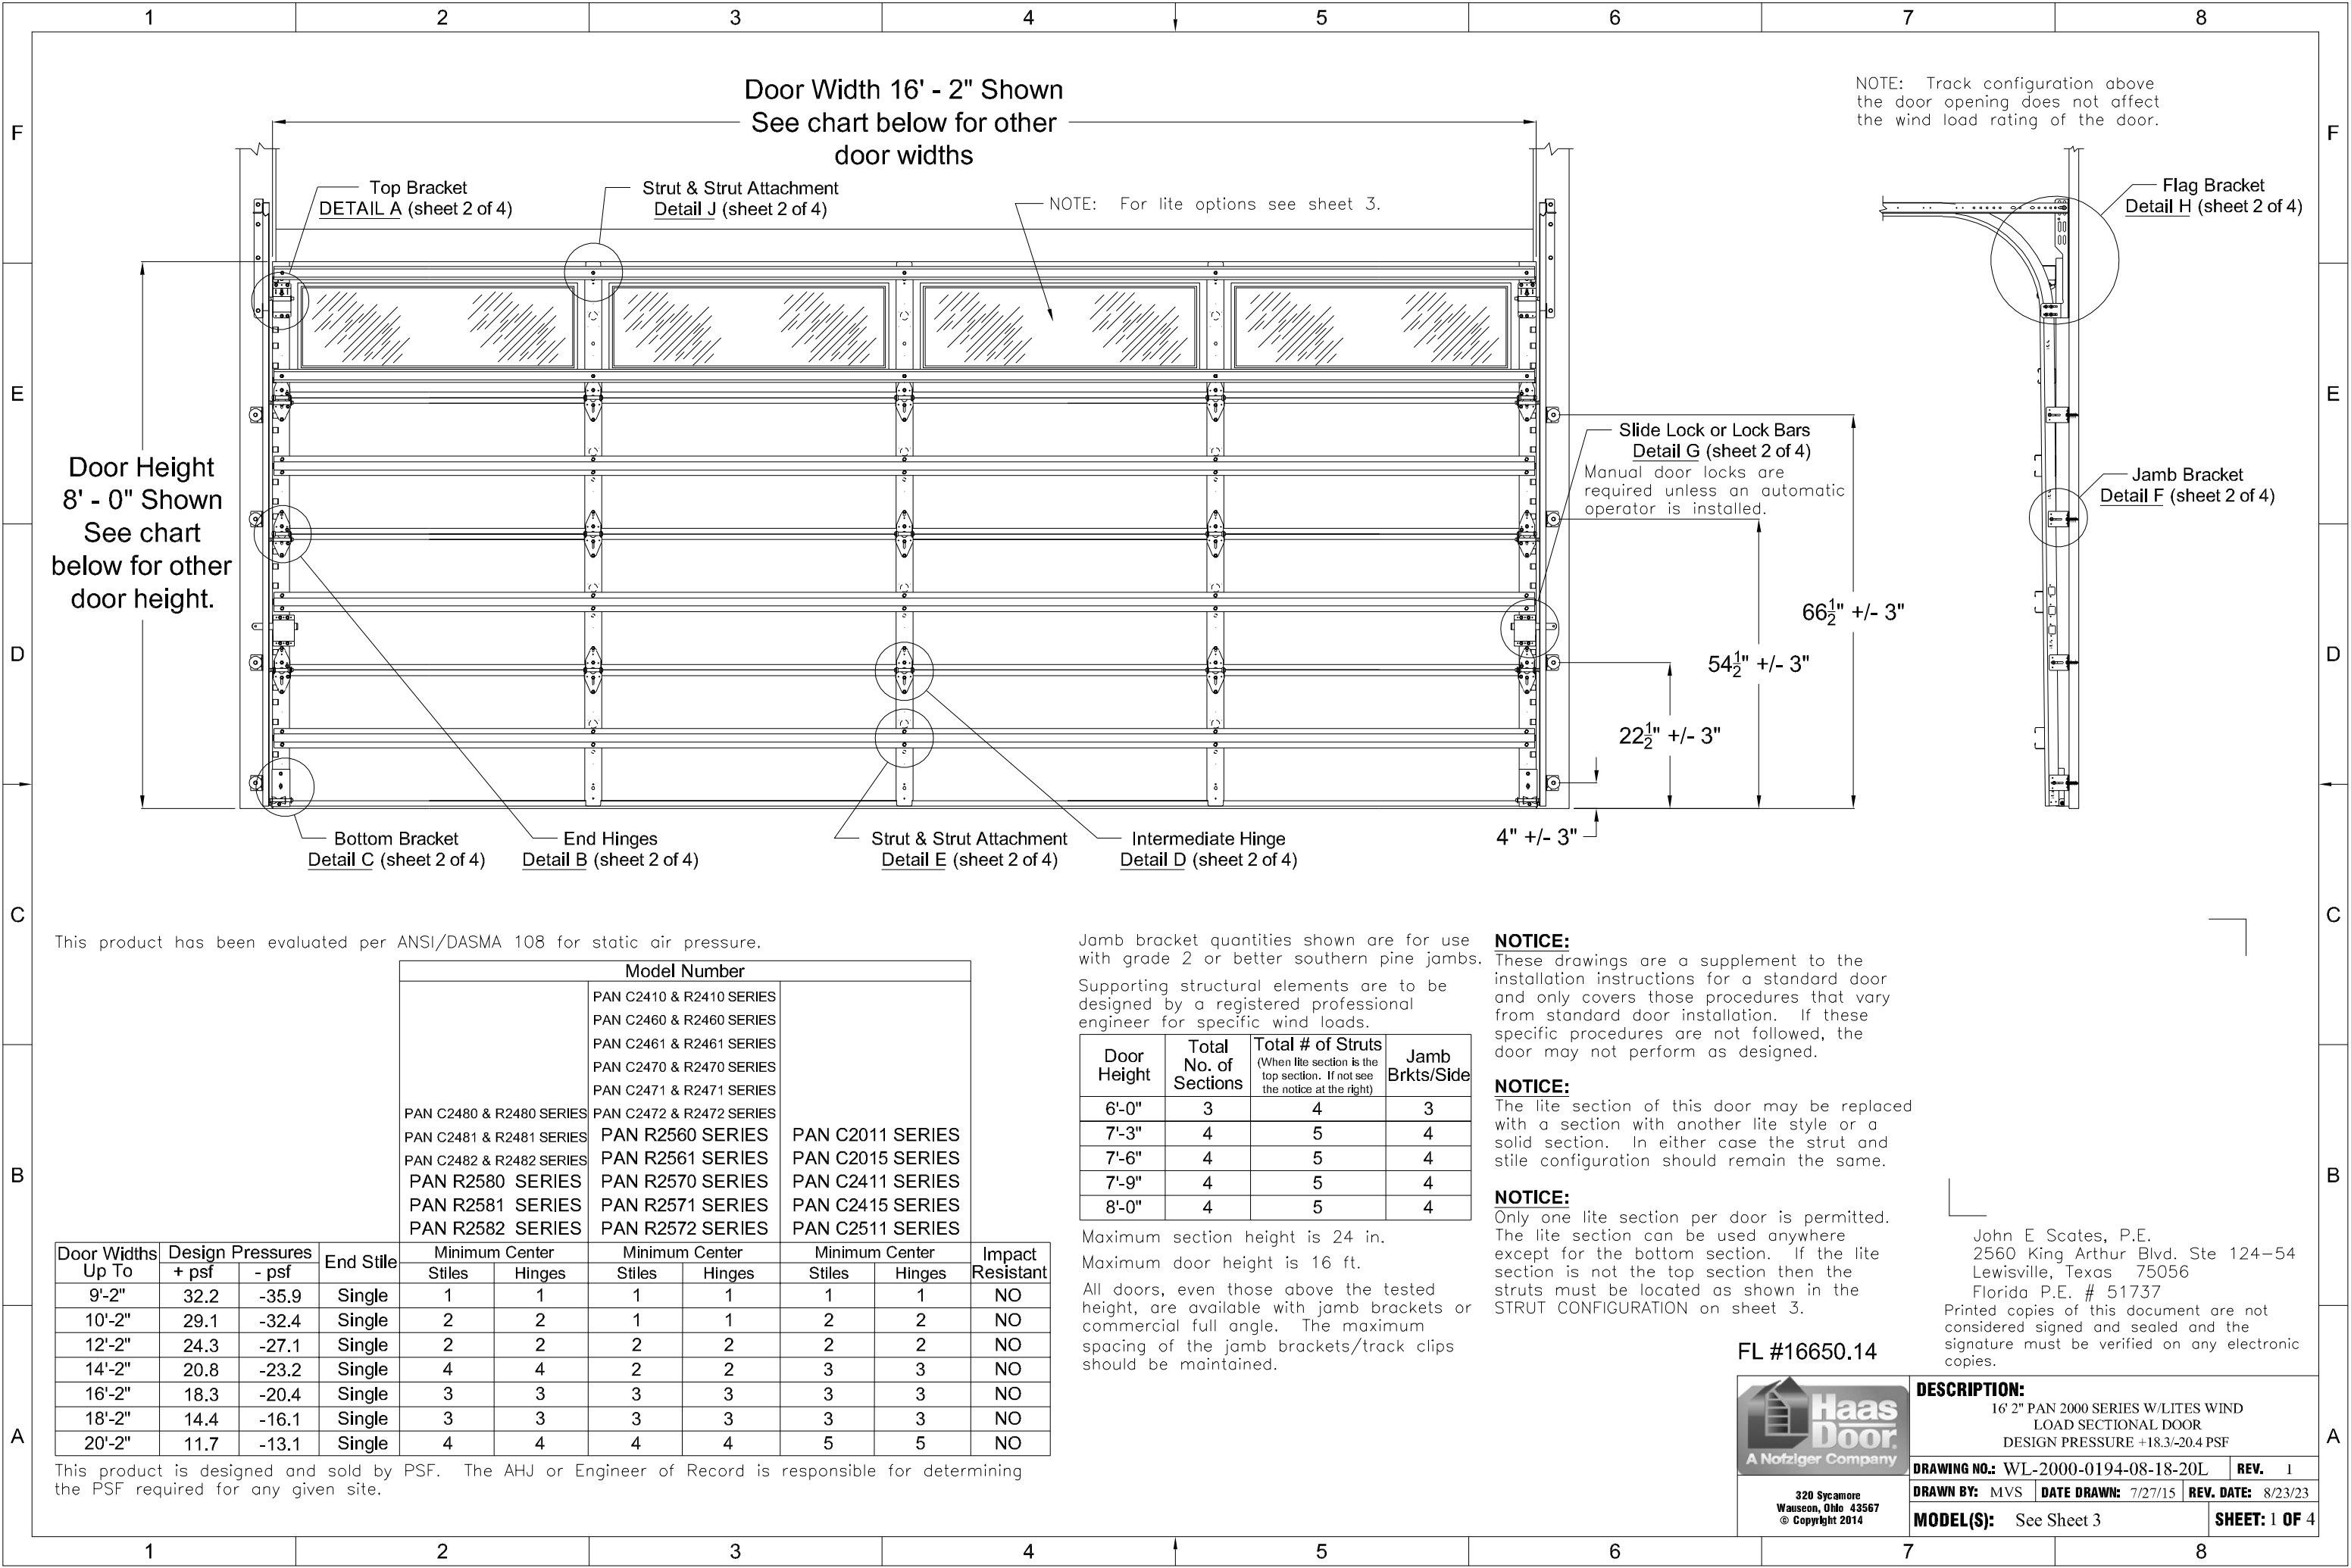 1 2 3 4 5 6 7 8
F
E
D
C
B
A
F
E
D
C
B
A
Door Width 16' - 2" Shown
See chart below for other
door widths
NOTE: Track configuration above
the door opening does not affect
the wind load rating of the door.
Top Bracket
DETAIL A (sheet 2 of 4)
Strut & Strut Attachment
Detail J (sheet 2 of 4)
NOTE: For lite options see sheet 3.
Flag Bracket
Detail H (sheet 2 of 4)
Door Height
8' - 0" Shown
See chart
below for other
door height.
Slide Lock or Lock Bars
Detail G (sheet 2 of 4)
Manual door locks are
required unless an automatic
operator is installed.
Jamb Bracket
Detail F (sheet 2 of 4)
66 1/2" +/- 3"
54 1/2" +/- 3"
22 1/2" +/- 3"
4" +/- 3"
Bottom Bracket
Detail C (sheet 2 of 4)
End Hinges
Detail B (sheet 2 of 4)
Strut & Strut Attachment
Detail E (sheet 2 of 4)
Intermediate Hinge
Detail D (sheet 2 of 4)
This product has been evaluated per ANSI/DASMA 108 for static air pressure.
Model Number
PAN C2480 & R2480 SERIES
PAN C2481 & R2481 SERIES
PAN C2482 & R2482 SERIES
PAN R2580 SERIES
PAN R2581 SERIES
PAN R2582 SERIES
PAN C2410 & R2410 SERIES
PAN C2460 & R2460 SERIES
PAN C2461 & R2461 SERIES
PAN C2470 & R2470 SERIES
PAN C2471 & R2471 SERIES
PAN C2472 & R2472 SERIES
PAN R2560 SERIES
PAN R2561 SERIES
PAN R2570 SERIES
PAN R2571 SERIES
PAN R2572 SERIES
PAN C2011 SERIES
PAN C2015 SERIES
PAN C2411 SERIES
PAN C2415 SERIES
PAN C2511 SERIES
Door Widths Design Pressures End Stile Minimum Center Minimum Center Minimum Center Impact
Up To + psf - psf Stiles Hinges Stiles Hinges Stiles Hinges Resistant
9'-2" 32.2 -35.9 Single 1 1 1 1 1 1 NO
10'-2" 29.1 -32.4 Single 2 2 1 1 2 2 NO
12'-2" 24.3 -27.1 Single 2 2 2 2 2 2 NO
14'-2" 20.8 -23.2 Single 4 4 2 2 3 3 NO
16'-2" 18.3 -20.4 Single 3 3 3 3 3 3 NO
18'-2" 14.4 -16.1 Single 3 3 3 3 3 3 NO
20'-2" 11.7 -13.1 Single 4 4 4 4 5 5 NO
This product is designed and sold by PSF. The AHJ or Engineer of Record is responsible for determining
the PSF required for any given site.
Jamb bracket quantities shown are for use
with grade 2 or better southern pine jambs.
Supporting structural elements are to be
designed by a registered professional
engineer for specific wind loads.
Door
Height
Total
No. of
Sections
Total # of Struts
(When lite section is the
top section. If not see
the notice at the right)
Jamb
Brkts/Side
6'-0" 3 4 3
7'-3" 4 5 4
7'-6" 4 5 4
7'-9" 4 5 4
8'-0" 4 5 4
Maximum section height is 24 in.
Maximum door height is 16 ft.
All doors, even those above the tested
height, are available with jamb brackets or
commercial full angle. The maximum
spacing of the jamb brackets/track clips
should be maintained.
NOTICE:
These drawings are a supplement to the
installation instructions for a standard door
and only covers those procedures that vary
from standard door installation. If these
specific procedures are not followed, the
door may not perform as designed.
NOTICE:
The lite section of this door may be replaced
with a section with another lite style or a
solid section. In either case the strut and
stile configuration should remain the same.
NOTICE:
Only one lite section per door is permitted.
The lite section can be used anywhere
except for the bottom section. If the lite
section is not the top section then the
struts must be located as shown in the
STRUT CONFIGURATION on sheet 3.
John E Scates, P.E.
2560 King Arthur Blvd. Ste 124-54
Lewisville, Texas 75056
Florida P.E. # 51737
Printed copies of this document are not
considered signed and sealed and the
signature must be verified on any electronic
copies.
FL #16650.14
Haas
Door
A Nofziger Company
320 Sycamore
Wauseon, Ohio 43567
© Copyright 2014
DESCRIPTION:
16' 2" PAN 2000 SERIES W/LITES WIND
LOAD SECTIONAL DOOR
DESIGN PRESSURE +18.3/-20.4 PSF
DRAWING NO.: WL-2000-0194-08-18-20L REV. 1
DRAWN BY: MVS DATE DRAWN: 7/27/15 REV. DATE: 8/23/23
MODEL(S): See Sheet 3 SHEET: 1 OF 4
1 2 3 4 5 6 7 8